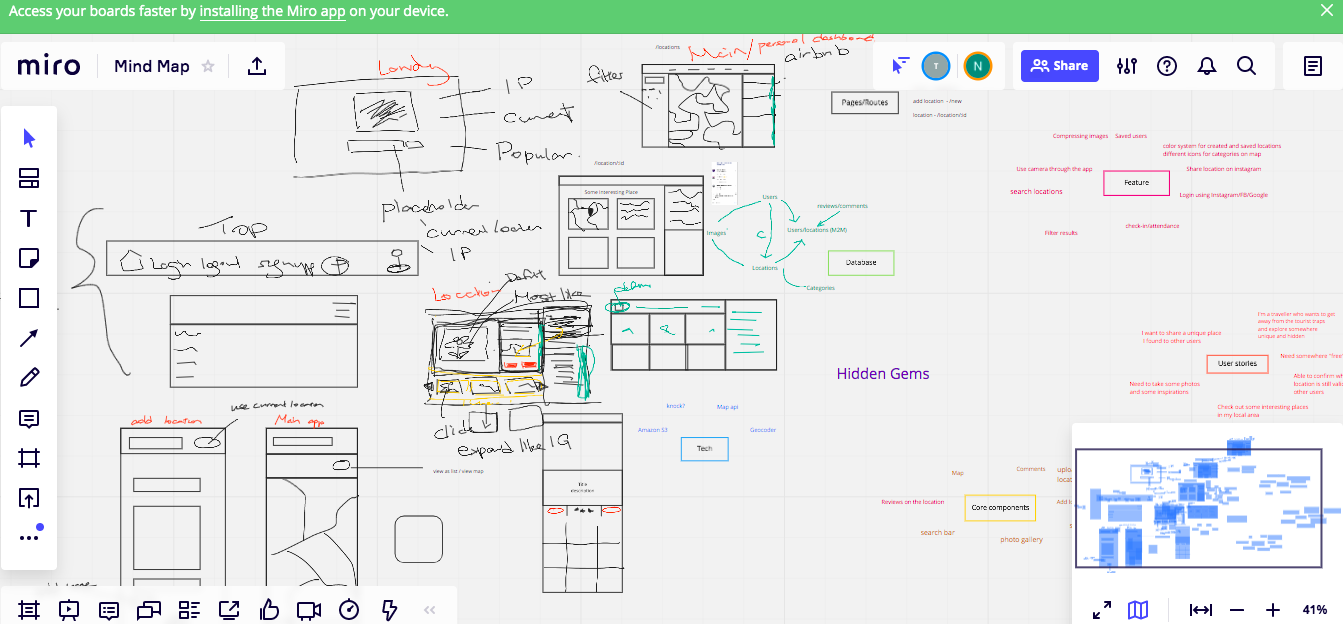 Access your boards faster by installing the Miro app on your device.
miro
Mind Map
Share
/locations
Main/personal dashboard
airbnb
filter
IP
current
Popular.
placeholder
current location
IP
Top
Login logout signup
Pages/Routes
add location - /new
location - /location/:id
/location/:id
Some Interesting Place
Users
reviews/comments
Images
Users/locations (M2M)
Locations
Categories
Database
Compressing images
Saved users
color system for created and saved locations
different icons for categories on map
Use camera through the app
Share location on instagram
Feature
search locations
Login using Instagram/FB/Google
check-in/attendance
Filter results
Location
Most likes
Hidden Gems
I'm a traveller who wants to get
away from the tourist traps
and explore somewhere
unique and hidden
I want to share a unique place
I found to other users
User stories
Need somewhere "free
Need to take some photos
and some inspirations
Able to confirm wh
location is still valid
other users
Check out some interesting places
in my local area
use current location
add location
Main app
click
expand like IG
view as list / view map
Title
description
knock?
Map api
Amazon S3
Geocoder
Tech
Map
Comments
Reviews on the location
Core components
search bar
photo gallery
41%
T
N